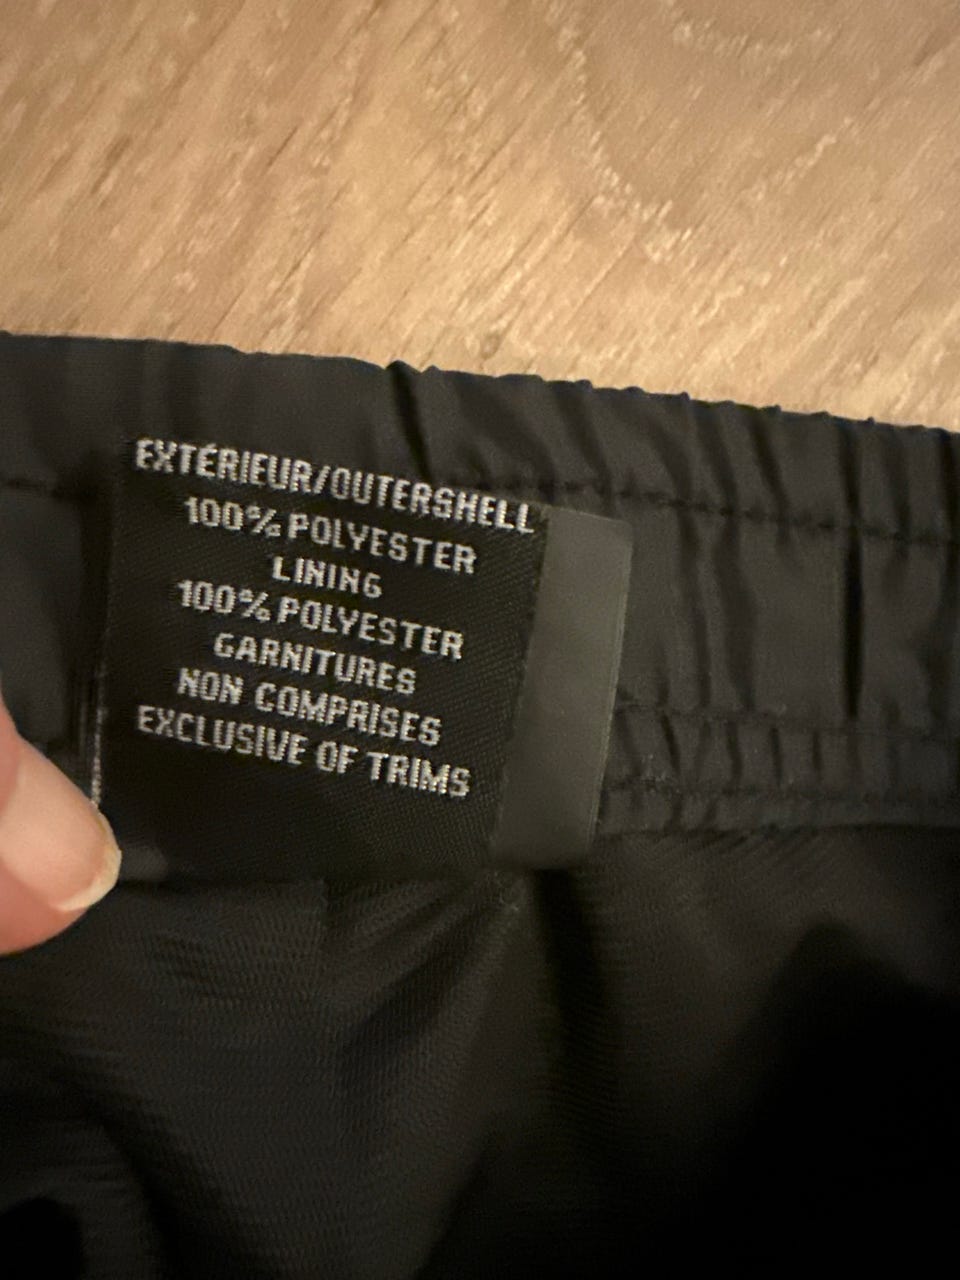 EXTÉRIEUR/OUTERSHELL
100% POLYESTER
LINING
100% POLYESTER
GARNITURES
NON COMPRISES
EXCLUSIVE OF TRIMS